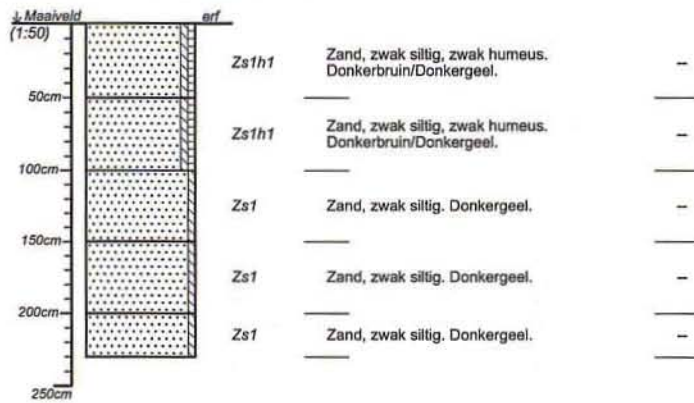 ↓ Maaiveld erf
(1:50)
Zs1h1 Zand, zwak siltig, zwak humeus. --
Donkerbruin/Donkergeel.
50cm
Zs1h1 Zand, zwak siltig, zwak humeus. --
Donkerbruin/Donkergeel.
100cm
Zs1 Zand, zwak siltig. Donkergeel. --
150cm
Zs1 Zand, zwak siltig. Donkergeel. --
200cm
Zs1 Zand, zwak siltig. Donkergeel. --
250cm